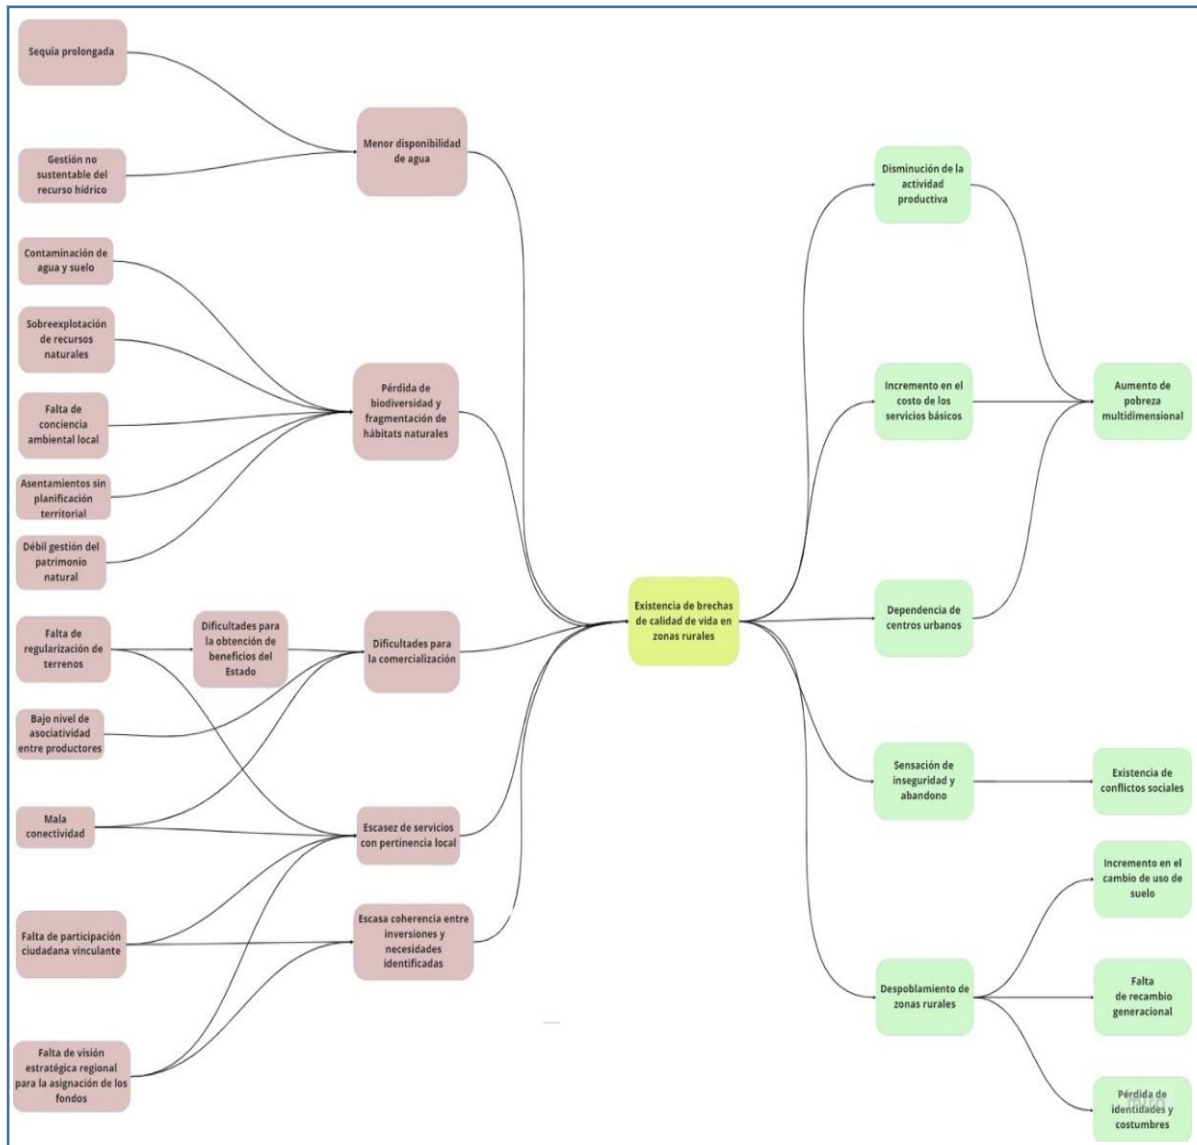 Sequía prolongada
Gestión no
sustentable del
recurso hídrico
Contaminación de
agua y suelo
Sobreexplotación
de recursos
naturales
Falta de
conciencia
ambiental local
Asentamientos sin
planificación
territorial
Débil gestión del
patrimonio
natural
Falta de
regularización de
terrenos
Bajo nivel de
asociatividad
entre productores
Mala
conectividad
Falta de participación
ciudadana vinculante
Falta de visión
estratégica regional
para la asignación de los
fondos
Dificultades para
la obtención de
beneficios del
Estado
Menor disponibilidad
de agua
Pérdida de
biodiversidad y
fragmentación de
hábitats naturales
Dificultades para
la comercialización
Escasez de servicios
con pertinencia local
Escasa coherencia entre
inversiones y
necesidades
identificadas
Existencia de brechas
de calidad de vida en
zonas rurales
Disminución de la
actividad
productiva
Incremento en el
costo de los
servicios básicos
Dependencia de
centros urbanos
Sensación de
inseguridad y
abandono
Despoblamiento de
zonas rurales
Aumento de
pobreza
multidimensional
Existencia de
conflictos sociales
Incremento en el
cambio de uso de
suelo
Falta
de recambio
generacional
Pérdida de
identidades y
costumbres
miro